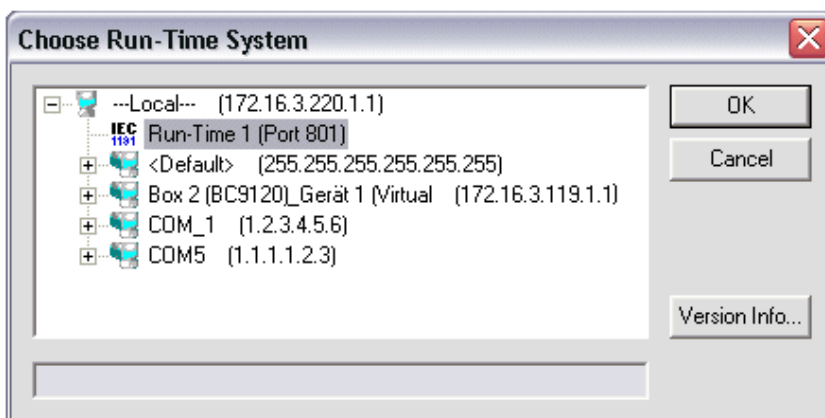 Choose Run-Time System
---Local--- (172.16.3.220.1.1)
IEC 1131 Run-Time 1 (Port 801)
<Default> (255.255.255.255.255.255)
Box 2 (BC9120)_Gerät 1 (Virtual (172.16.3.119.1.1)
COM_1 (1.2.3.4.5.6)
COM5 (1.1.1.1.2.3)
OK
Cancel
Version Info...